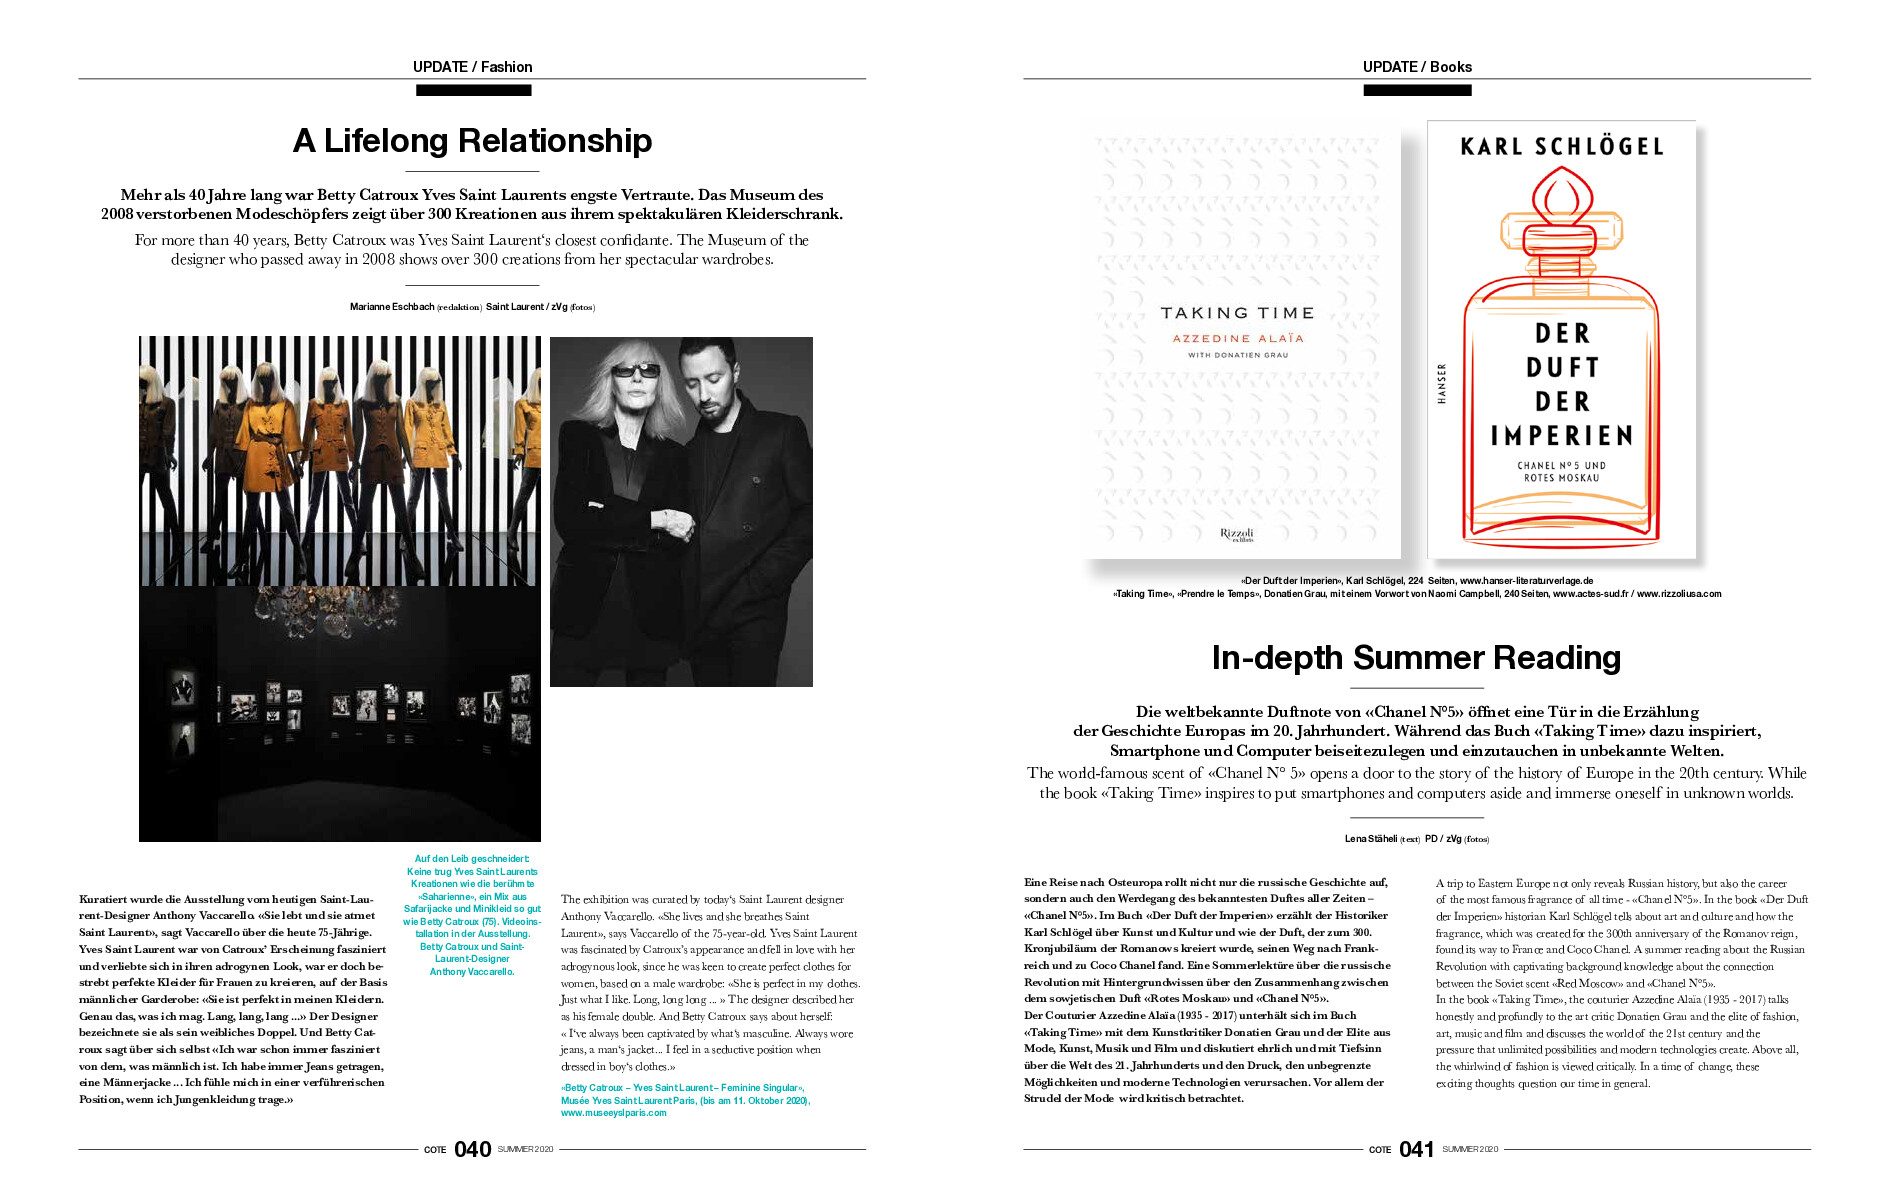 UPDATE / Fashion
A Lifelong Relationship
Mehr als 40 Jahre lang war Betty Catroux Yves Saint Laurents engste Vertraute. Das Museum des
2008 verstorbenen Modeschöpfers zeigt über 300 Kreationen aus ihrem spektakulären Kleiderschrank.
For more than 40 years, Betty Catroux was Yves Saint Laurent‘s closest confidante. The Museum of the
designer who passed away in 2008 shows over 300 creations from her spectacular wardrobes.
Marianne Eschbach (redaktion) Saint Laurent / zVg (fotos)
Kuratiert wurde die Ausstellung vom heutigen Saint-Lau-
rent-Designer Anthony Vaccarello. «Sie lebt und sie atmet
Saint Laurent», sagt Vaccarello über die heute 75-Jährige.
Yves Saint Laurent war von Catroux’ Erscheinung fasziniert
und verliebte sich in ihren adrogynen Look, war er doch be-
strebt perfekte Kleider für Frauen zu kreieren, auf der Basis
männlicher Garderobe: «Sie ist perfekt in meinen Kleidern.
Genau das, was ich mag. Lang, lang, lang ...» Der Designer
bezeichnete sie als sein weibliches Doppel. Und Betty Cat-
roux sagt über sich selbst «Ich war schon immer fasziniert
von dem, was männlich ist. Ich habe immer Jeans getragen,
eine Männerjacke ... Ich fühle mich in einer verführerischen
Position, wenn ich Jungenkleidung trage.»
Auf den Leib geschneidert:
Keine trug Yves Saint Laurents
Kreationen wie die berühmte
«Saharienne», ein Mix aus
Safarijacke und Minikleid so gut
wie Betty Catroux (75). Videoins-
tallation in der Ausstellung.
Betty Catroux und Saint-
Laurent-Designer
Anthony Vaccarello.
The exhibition was curated by today‘s Saint Laurent designer
Anthony Vaccarello. «She lives and she breathes Saint
Laurent», says Vaccarello of the 75-year-old. Yves Saint Laurent
was fascinated by Catroux’s appearance and fell in love with her
adrogynous look, since he was keen to create perfect clothes for
women, based on a male wardrobe: «She is perfect in my clothes.
Just what I like. Long, long long ... » The designer described her
as his female double. And Betty Catroux says about herself:
« I‘ve always been captivated by what‘s masculine. Always wore
jeans, a man‘s jacket... I feel in a seductive position when
dressed in boy‘s clothes.»
«Betty Catroux – Yves Saint Laurent – Feminine Singular»,
Musée Yves Saint Laurent Paris, (bis am 11. Oktober 2020),
www.museeyslparis.com
COTE 040 SUMMER 2020
UPDATE / Books
TAKING TIME
AZZEDINE ALAÏA
WITH DONATIEN GRAU
Rizzoli
ex libris
KARL SCHLÖGEL
HANSER
DER
DUFT
DER
IMPERIEN
CHANEL Nº 5 UND
ROTES MOSKAU
«Der Duft der Imperien», Karl Schlögel, 224 Seiten, www.hanser-literaturverlage.de
«Taking Time», «Prendre le Temps», Donatien Grau, mit einem Vorwort von Naomi Campbell, 240 Seiten, www.actes-sud.fr / www.rizzoliusa.com
In-depth Summer Reading
Die weltbekannte Duftnote von «Chanel N°5» öffnet eine Tür in die Erzählung
der Geschichte Europas im 20. Jahrhundert. Während das Buch «Taking Time» dazu inspiriert,
Smartphone und Computer beiseitezulegen und einzutauchen in unbekannte Welten.
The world-famous scent of «Chanel N° 5» opens a door to the story of the history of Europe in the 20th century. While
the book «Taking Time» inspires to put smartphones and computers aside and immerse oneself in unknown worlds.
Lena Stäheli (text) PD / zVg (fotos)
Eine Reise nach Osteuropa rollt nicht nur die russische Geschichte auf,
sondern auch den Werdegang des bekanntesten Duftes aller Zeiten –
«Chanel N°5». Im Buch «Der Duft der Imperien» erzählt der Historiker
Karl Schlögel über Kunst und Kultur und wie der Duft, der zum 300.
Kronjubiläum der Romanows kreiert wurde, seinen Weg nach Frank-
reich und zu Coco Chanel fand. Eine Sommerlektüre über die russische
Revolution mit Hintergrundwissen über den Zusammenhang zwischen
dem sowjetischen Duft «Rotes Moskau» und «Chanel N°5».
Der Couturier Azzedine Alaïa (1935 - 2017) unterhält sich im Buch
«Taking Time» mit dem Kunstkritiker Donatien Grau und der Elite aus
Mode, Kunst, Musik und Film und diskutiert ehrlich und mit Tiefsinn
über die Welt des 21. Jahrhunderts und den Druck, den unbegrenzte
Möglichkeiten und moderne Technologien verursachen. Vor allem der
Strudel der Mode wird kritisch betrachtet.
A trip to Eastern Europe not only reveals Russian history, but also the career
of the most famous fragrance of all time - «Chanel N°5». In the book «Der Duft
der Imperien» historian Karl Schlögel tells about art and culture and how the
fragrance, which was created for the 300th anniversary of the Romanov reign,
found its way to France and Coco Chanel. A summer reading about the Russian
Revolution with captivating background knowledge about the connection
between the Soviet scent «Red Moscow» and «Chanel N°5».
In the book «Taking Time», the couturier Azzedine Alaïa (1935 - 2017) talks
honestly and profoundly to the art critic Donatien Grau and the elite of fashion,
art, music and film and discusses the world of the 21st century and the
pressure that unlimited possibilities and modern technologies create. Above all,
the whirlwind of fashion is viewed critically. In a time of change, these
exciting thoughts question our time in general.
COTE 041 SUMMER 2020